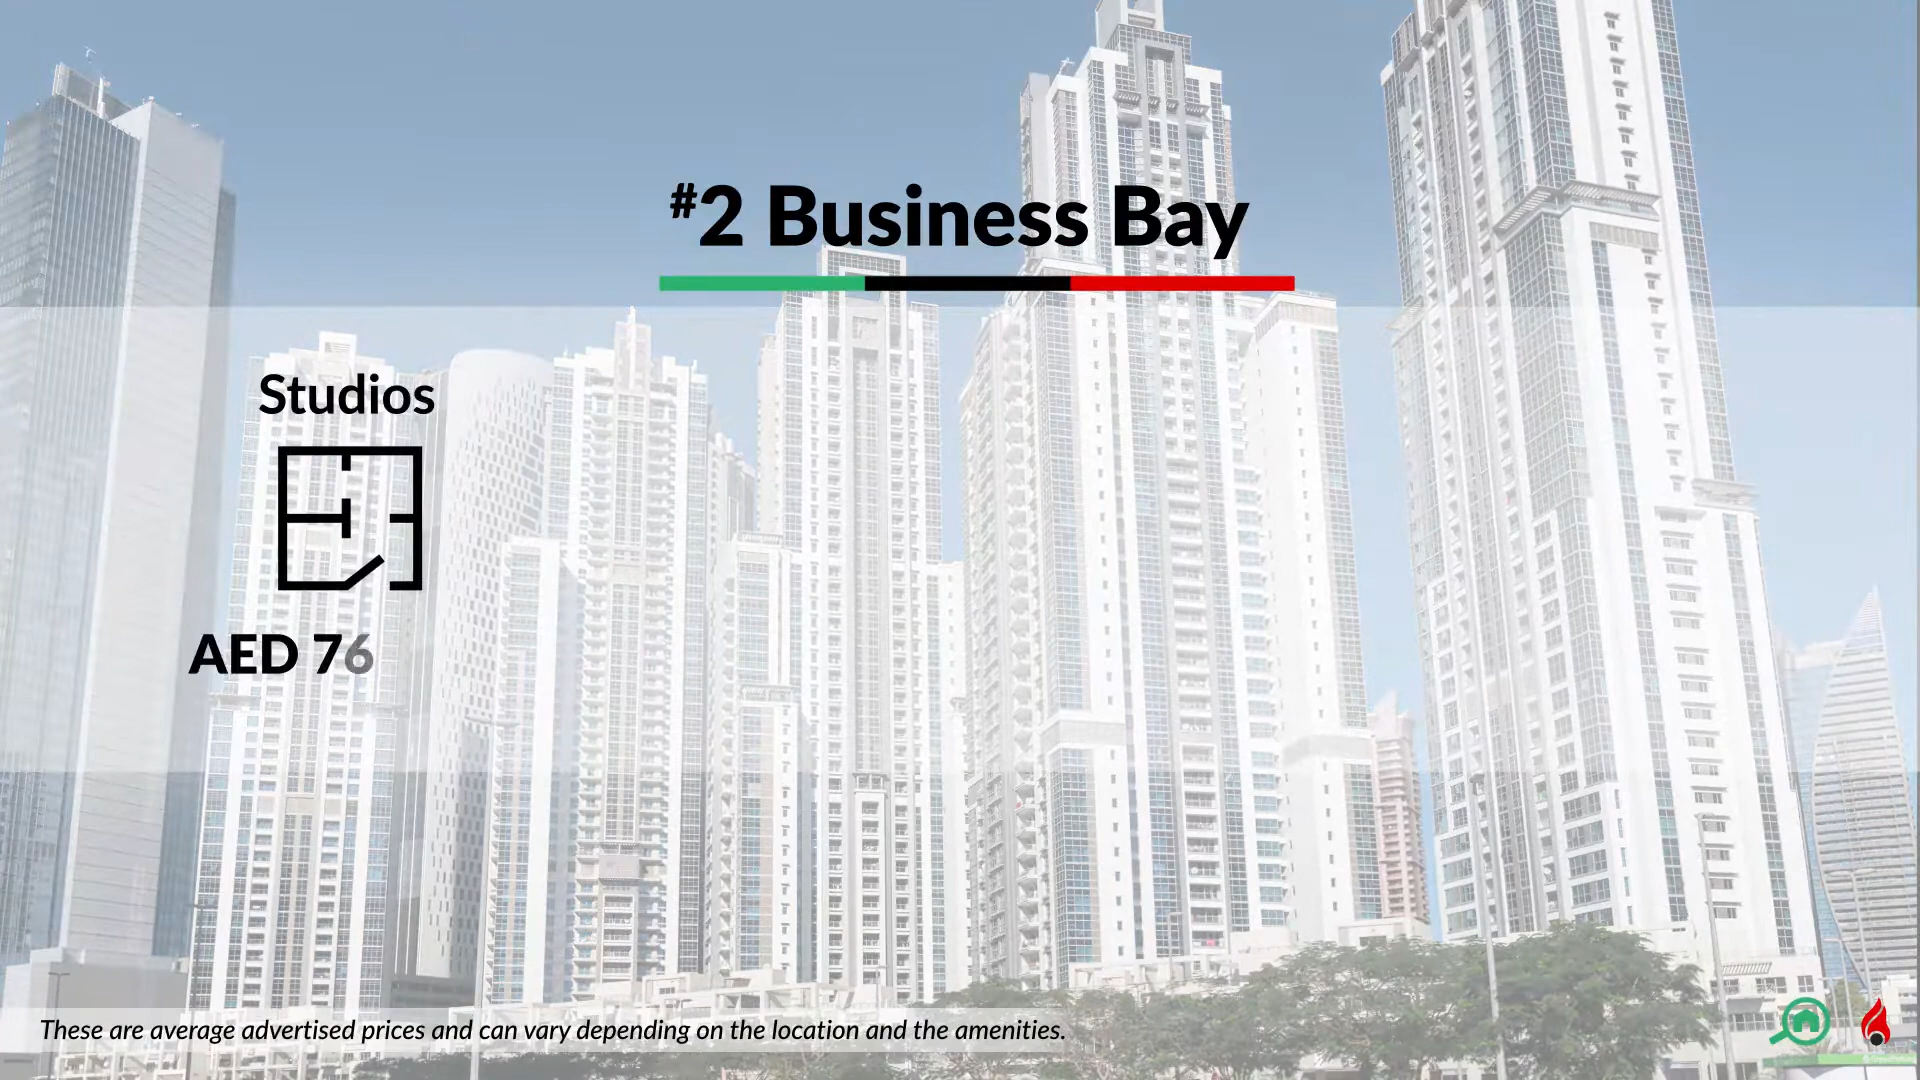 #2 Business Bay
Studios
AED 76
These are average advertised prices and can vary depending on the location and the amenities.